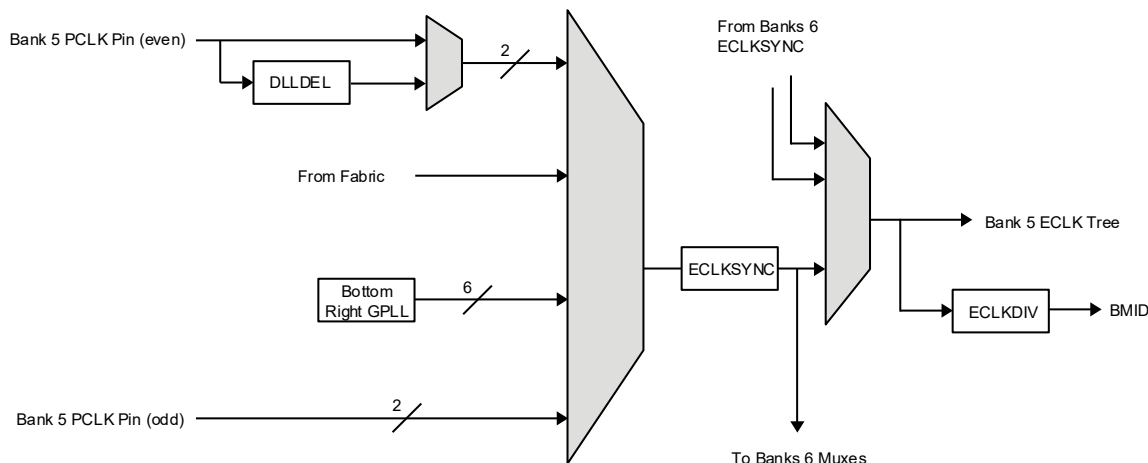 Bank 5 PCLK Pin (even)
DLLDEL
2
From Banks 6
ECLKSYNC
From Fabric
Bank 5 ECLK Tree
ECLKSYNC
Bottom
Right GPLL
6
ECLKDIV
BMID
Bank 5 PCLK Pin (odd)
2
To Banks 6 Muxes